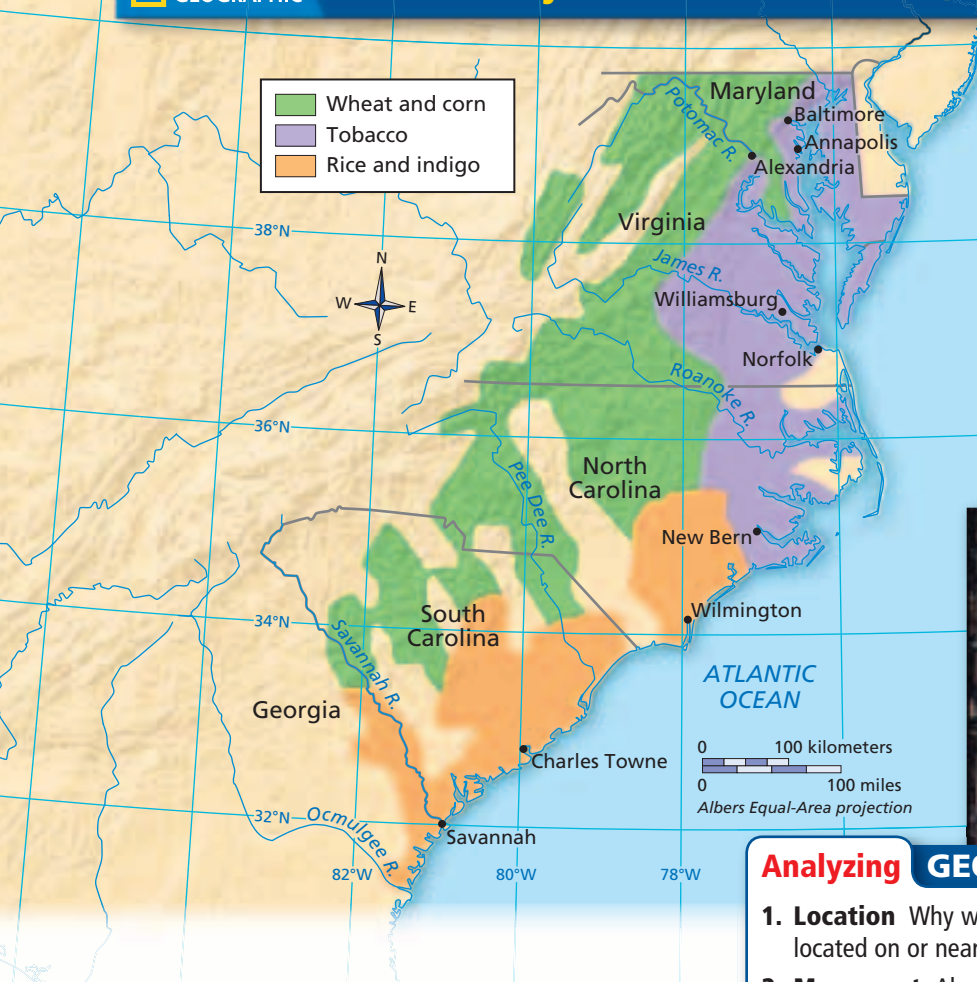 GEOGRAPHIC
Wheat and corn
Tobacco
Rice and indigo
Maryland
Baltimore
Annapolis
Potomac R.
Alexandria
Virginia
38°N
N
W
E
S
James R.
Williamsburg
Norfolk
Roanoke R.
36°N
North
Carolina
Pee Dee R.
New Bern
Wilmington
34°N
South
Carolina
Savannah R.
ATLANTIC
OCEAN
Georgia
0 100 kilometers
0 100 miles
Albers Equal-Area projection
Charles Towne
32°N
Ocmulgee R.
Savannah
82°W
80°W
78°W
Analyzing
1. Location Why
located on or near